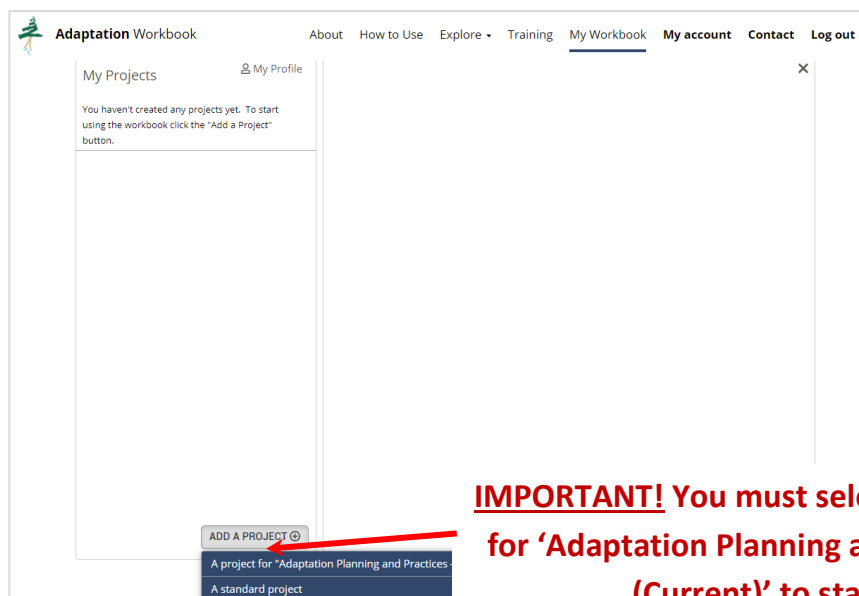 Adaptation Workbook About How to Use Explore Training My Workbook My account Contact Log out
My Projects My Profile
You haven't created any projects yet. To start
using the workbook click the "Add a Project"
button.
ADD A PROJECT
A project for "Adaptation Planning and Practices -
A standard project
IMPORTANT! You must sele
for ‘Adaptation Planning a
(Current)’ to sta